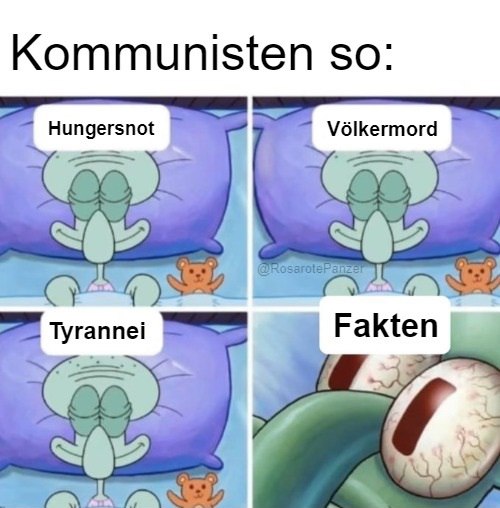 Kommunisten so:
Hungersnot
Völkermord
@RosarotePanzer
Tyrannei
Fakten